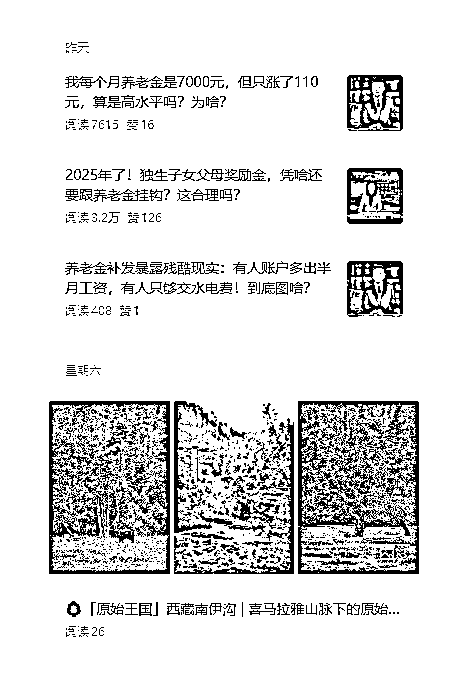 昨天
我每个月养老金是7000元，但只涨了110
元，算是高水平吗？为啥？
阅读7615 赞16
2025年了！独生子女父母奖励金，凭啥还
要跟养老金挂钩？这合理吗？
阅读3.2万 赞126
养老金补发暴露残酷现实：有人账户多出半
月工资，有人只够交水电费！到底图啥？
阅读408 赞1
星期六
「原始王国」西藏南伊沟 | 喜马拉雅山脉下的原始...
阅读26